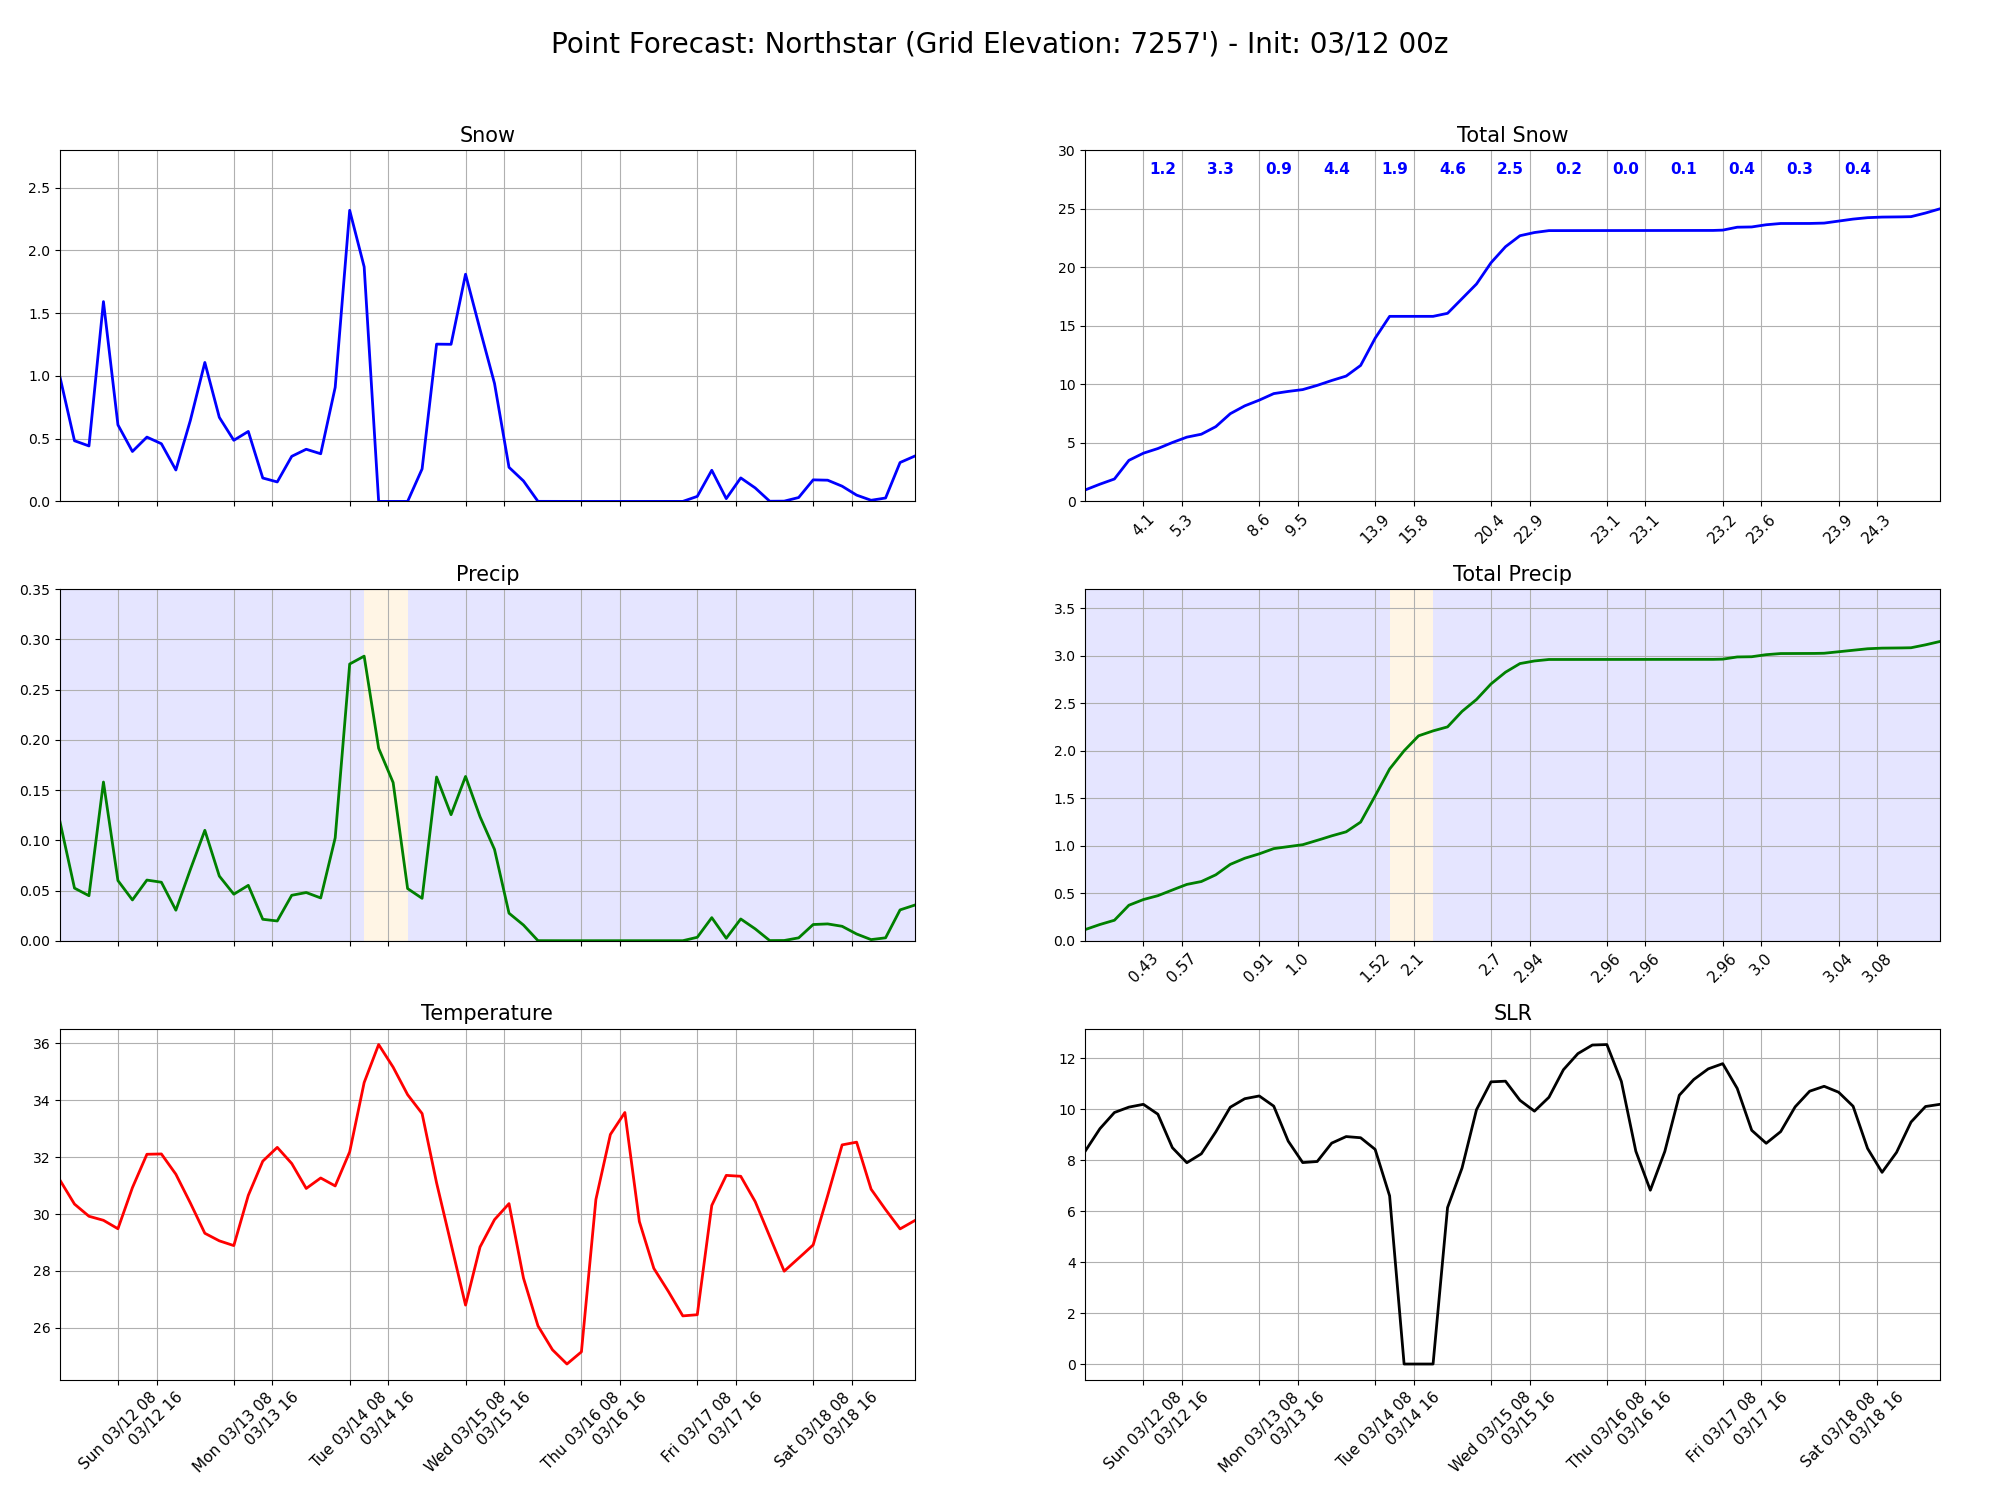 Point Forecast: Northstar (Grid Elevation: 7257') - Init: 03/12 00z
Snow
2.5
2.0
1.5
1.0
0.5
0.0
Total Snow
30
25
20
15
10
5
0
1.2 3.3 0.9 4.4 1.9 4.6 2.5 0.2 0.0 0.1 0.4 0.3 0.4
4.1 5.3 8.6 9.5 13.9 15.8 20.4 22.9 23.1 23.1 23.2 23.6 23.9 24.3
Precip
0.35
0.30
0.25
0.20
0.15
0.10
0.05
0.00
Total Precip
3.5
3.0
2.5
2.0
1.5
1.0
0.5
0.0
0.43 0.57 0.91 1.0 1.52 2.1 2.7 2.94 2.96 2.96 2.96 3.0 3.04 3.08
Temperature
36
34
32
30
28
26
Sun 03/12 08
03/12 16
Mon 03/13 08
03/13 16
Tue 03/14 08
03/14 16
Wed 03/15 08
03/15 16
Thu 03/16 08
03/16 16
Fri 03/17 08
03/17 16
Sat 03/18 08
03/18 16
SLR
12
10
8
6
4
2
0
Sun 03/12 08
03/12 16
Mon 03/13 08
03/13 16
Tue 03/14 08
03/14 16
Wed 03/15 08
03/15 16
Thu 03/16 08
03/16 16
Fri 03/17 08
03/17 16
Sat 03/18 08
03/18 16